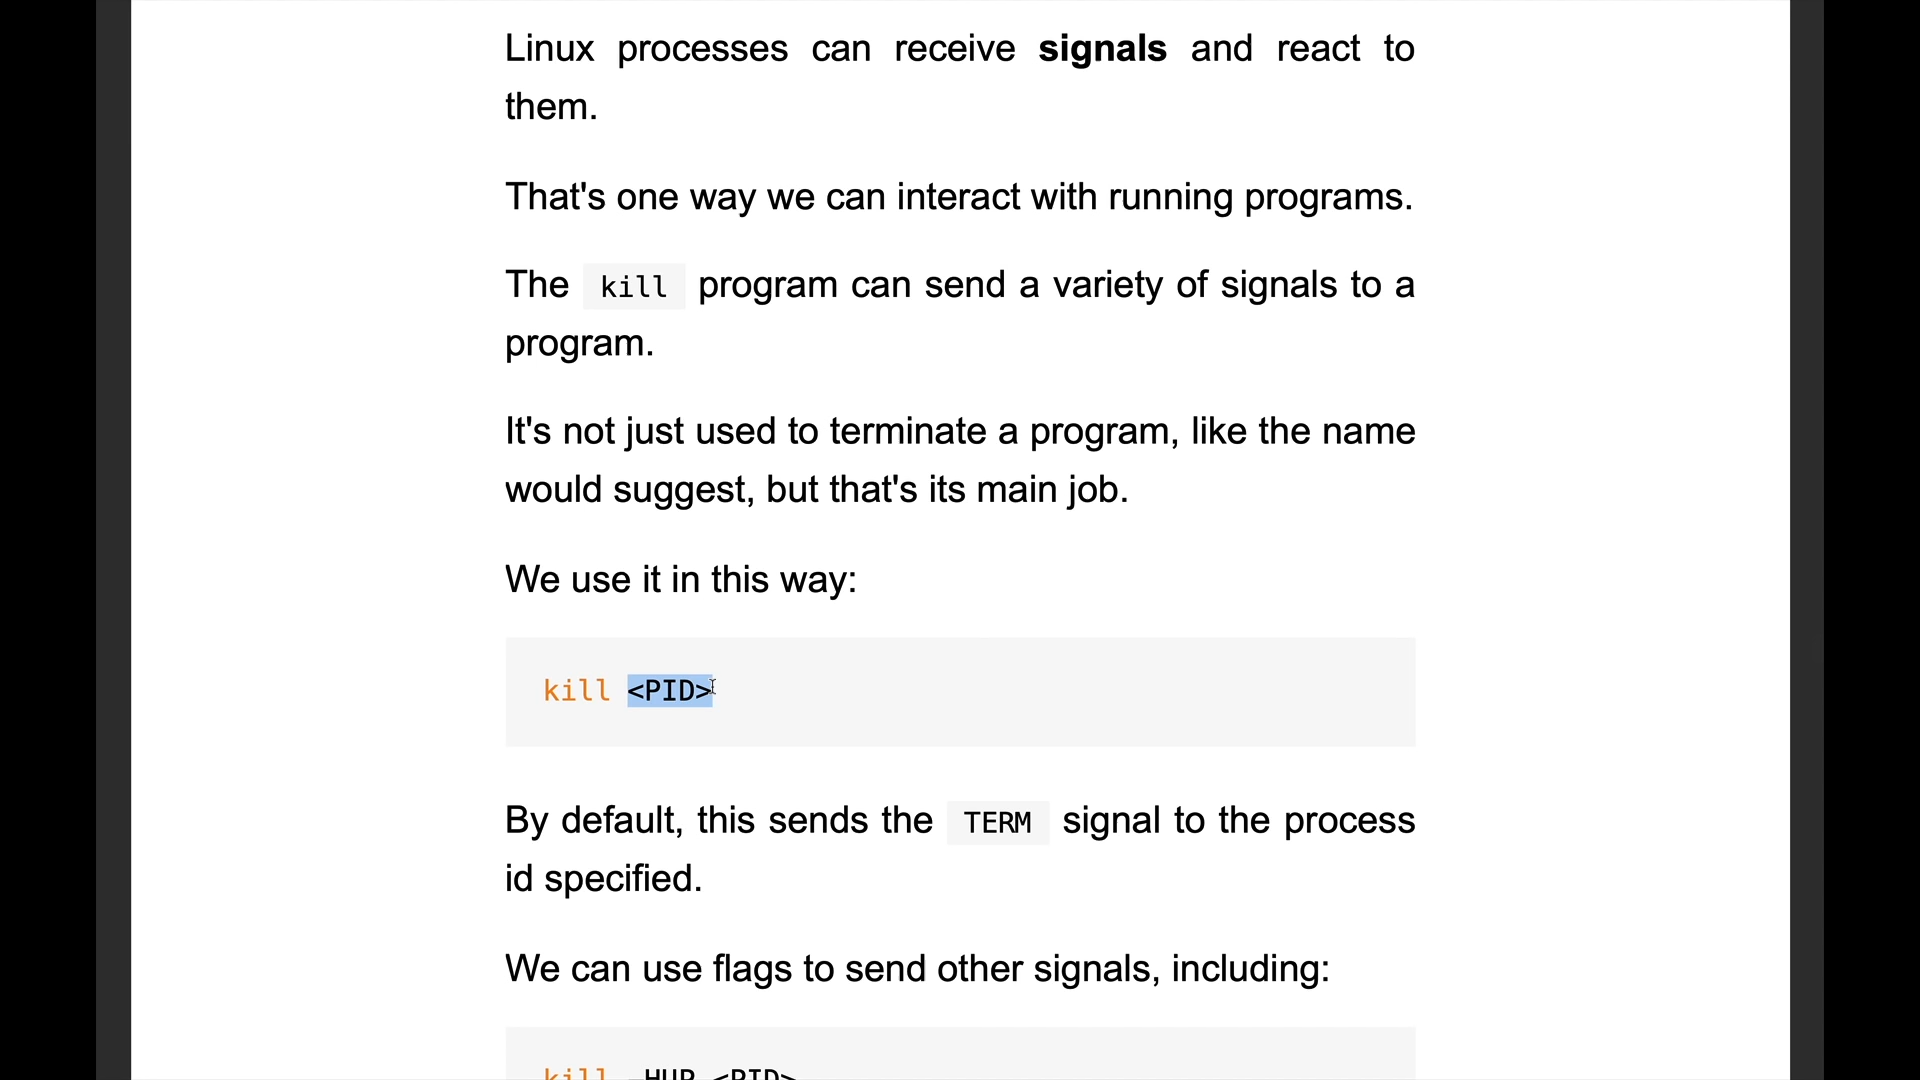 Linux processes can receive signals and react to
them.
That's one way we can interact with running programs.
The kill program can send a variety of signals to a
program.
It's not just used to terminate a program, like the name
would suggest, but that's its main job.
We use it in this way:
kill <PID>
By default, this sends the TERM signal to the process
id specified.
We can use flags to send other signals, including:
kill -HUP <PID>